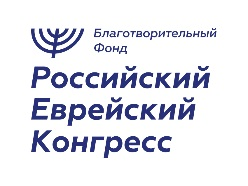 Благотворительный
Фонд
Российский
Еврейский
Конгресс